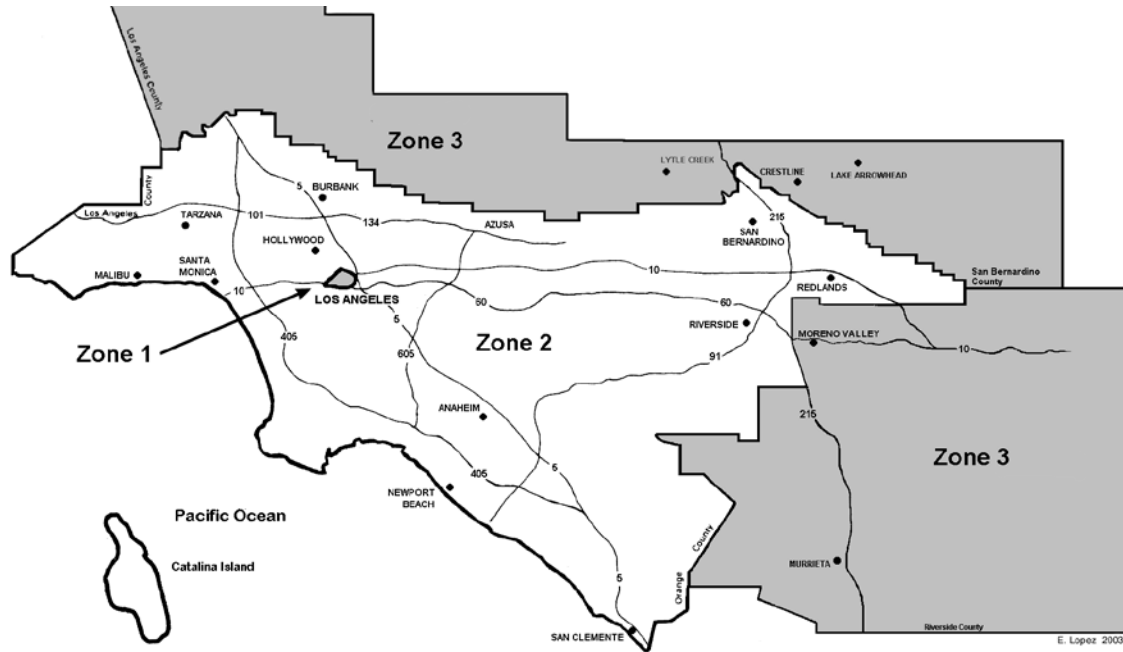 Los Angeles County
Zone 3
LYTLE CREEK
CRESTLINE
LAKE ARROWHEAD
County
5
BURBANK
Los Angeles
TARZANA
101
134
AZUSA
215
SAN
BERNARDINO
HOLLYWOOD
MALIBU
SANTA
MONICA
10
10
REDLANDS
San Bernardino
County
LOS ANGELES
60
60
Zone 1
5
405
Zone 2
RIVERSIDE
MORENO VALLEY
10
605
91
ANAHEIM
215
Zone 3
405
5
NEWPORT
BEACH
Pacific Ocean
Catalina Island
County
Orange
5
MURRIETA
SAN CLEMENTE
Riverside County
E. Lopez 2003